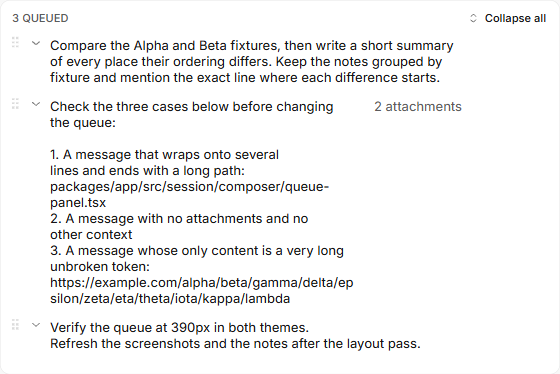 3 QUEUED
Collapse all
Compare the Alpha and Beta fixtures, then write a short summary
of every place their ordering differs. Keep the notes grouped by
fixture and mention the exact line where each difference starts.
Check the three cases below before changing
the queue:
2 attachments
1. A message that wraps onto several
lines and ends with a long path:
packages/app/src/session/composer/queue-
panel.tsx
2. A message with no attachments and no
other context
3. A message whose only content is a very long
unbroken token:
https://example.com/alpha/beta/gamma/delta/ep
silon/zeta/eta/theta/iota/kappa/lambda
Verify the queue at 390px in both themes.
Refresh the screenshots and the notes after the layout pass.